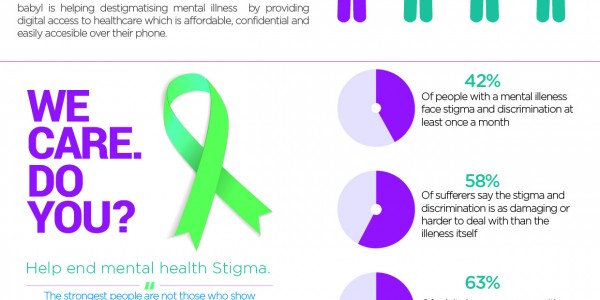 babyl is helping destigmatising mental illness by providing
digital access to healthcare which is affordable, confidential and
easily accesible over their phone.
WE
CARE.
DO
YOU?
Help end mental health Stigma.
"
The strongest people are not those who show
42%
Of people with a mental illeness
face stigma and discrimination at
least once a month
58%
Of sufferers say the stigma and
discrimination is as damaging or
harder to deal with than the
illeness itself
63%